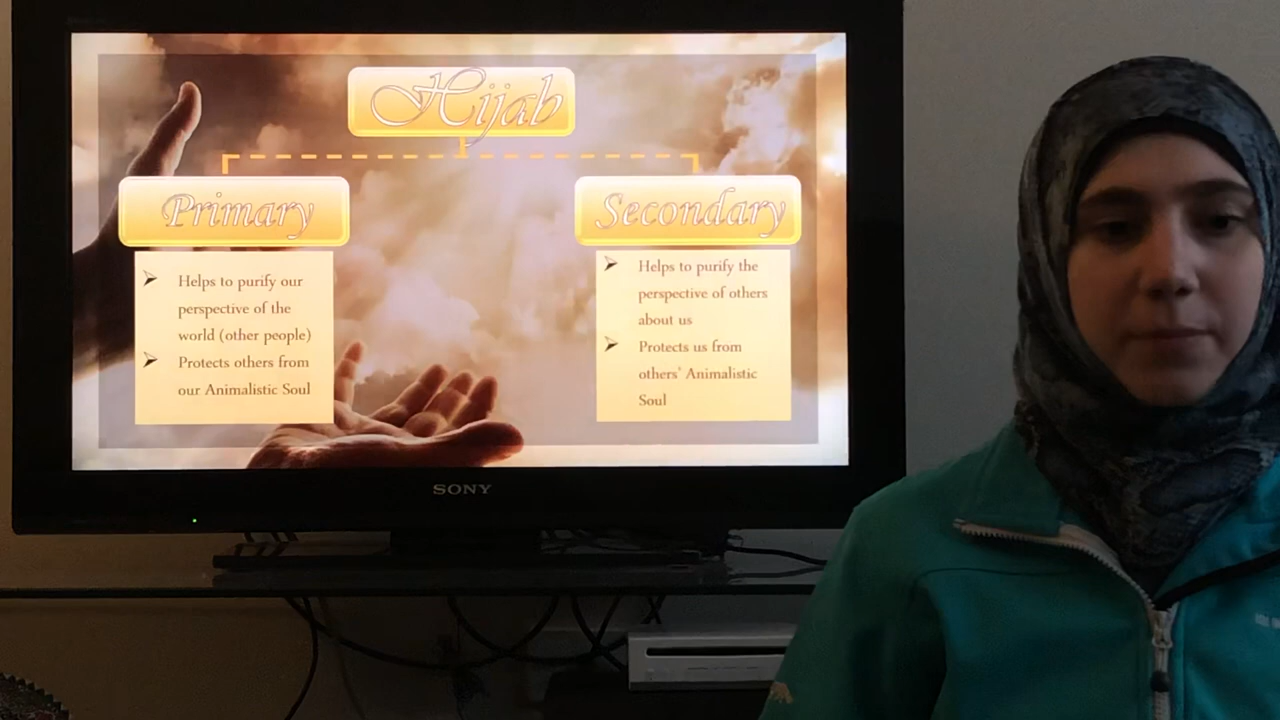 Hijab
Primary
Helps to purify our
perspective of the
world (other people)
Protects others from
our Animalistic Soul
Secondary
Helps to purify the
perspective of others
about us
Protects us from
others' Animalistic
Soul
SONY